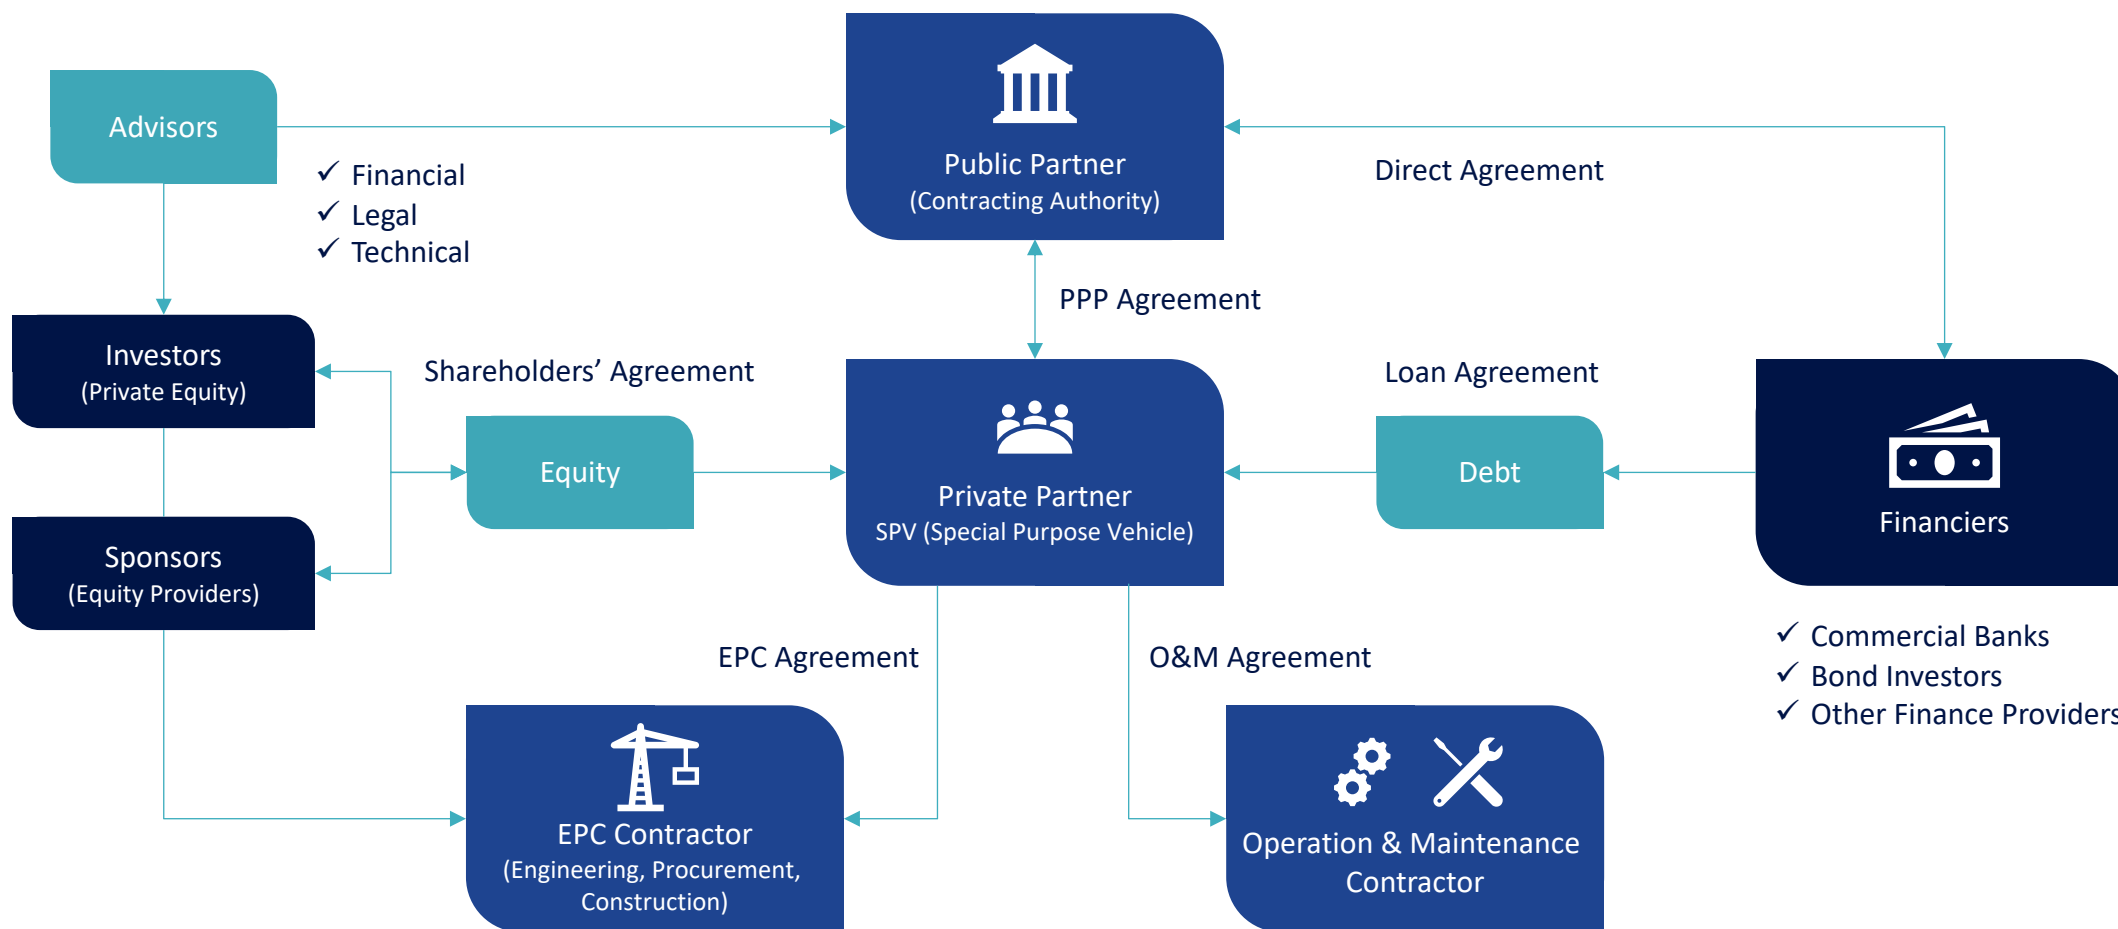 Advisors
✓ Financial
✓ Legal
✓ Technical
Public Partner
(Contracting Authority)
Direct Agreement
PPP Agreement
Investors
(Private Equity)
Shareholders’ Agreement
Equity
Sponsors
(Equity Providers)
Private Partner
SPV (Special Purpose Vehicle)
Loan Agreement
Debt
Financiers
✓ Commercial Banks
✓ Bond Investors
✓ Other Finance Providers
EPC Agreement
O&M Agreement
EPC Contractor
(Engineering, Procurement,
Construction)
Operation & Maintenance
Contractor